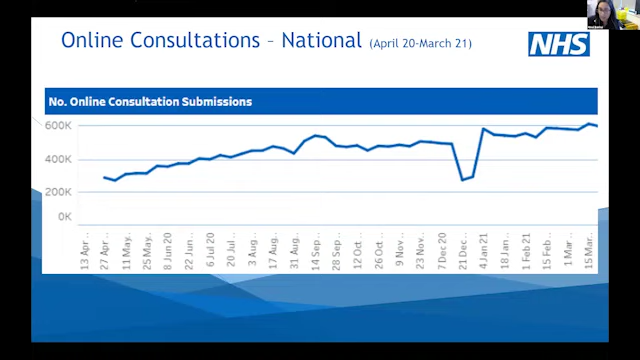 Online Consultations – National (April 20-March 21)
NHS
No. Online Consultation Submissions
600K
400K
200K
0K
13 Apr ..
27 Apr ..
11 May..
25 May..
8 Jun 20
22 Jun..
6 Jul 20
20 Jul ..
3 Aug ..
17 Aug ..
31 Aug ..
14 Sep ..
28 Sep ..
12 Oct ..
26 Oct ..
9 Nov ..
23 Nov ..
7 Dec 20
21 Dec ..
4 Jan 21
18 Jan ..
1 Feb 21
15 Feb ..
1 Mar ..
15 Mar ..